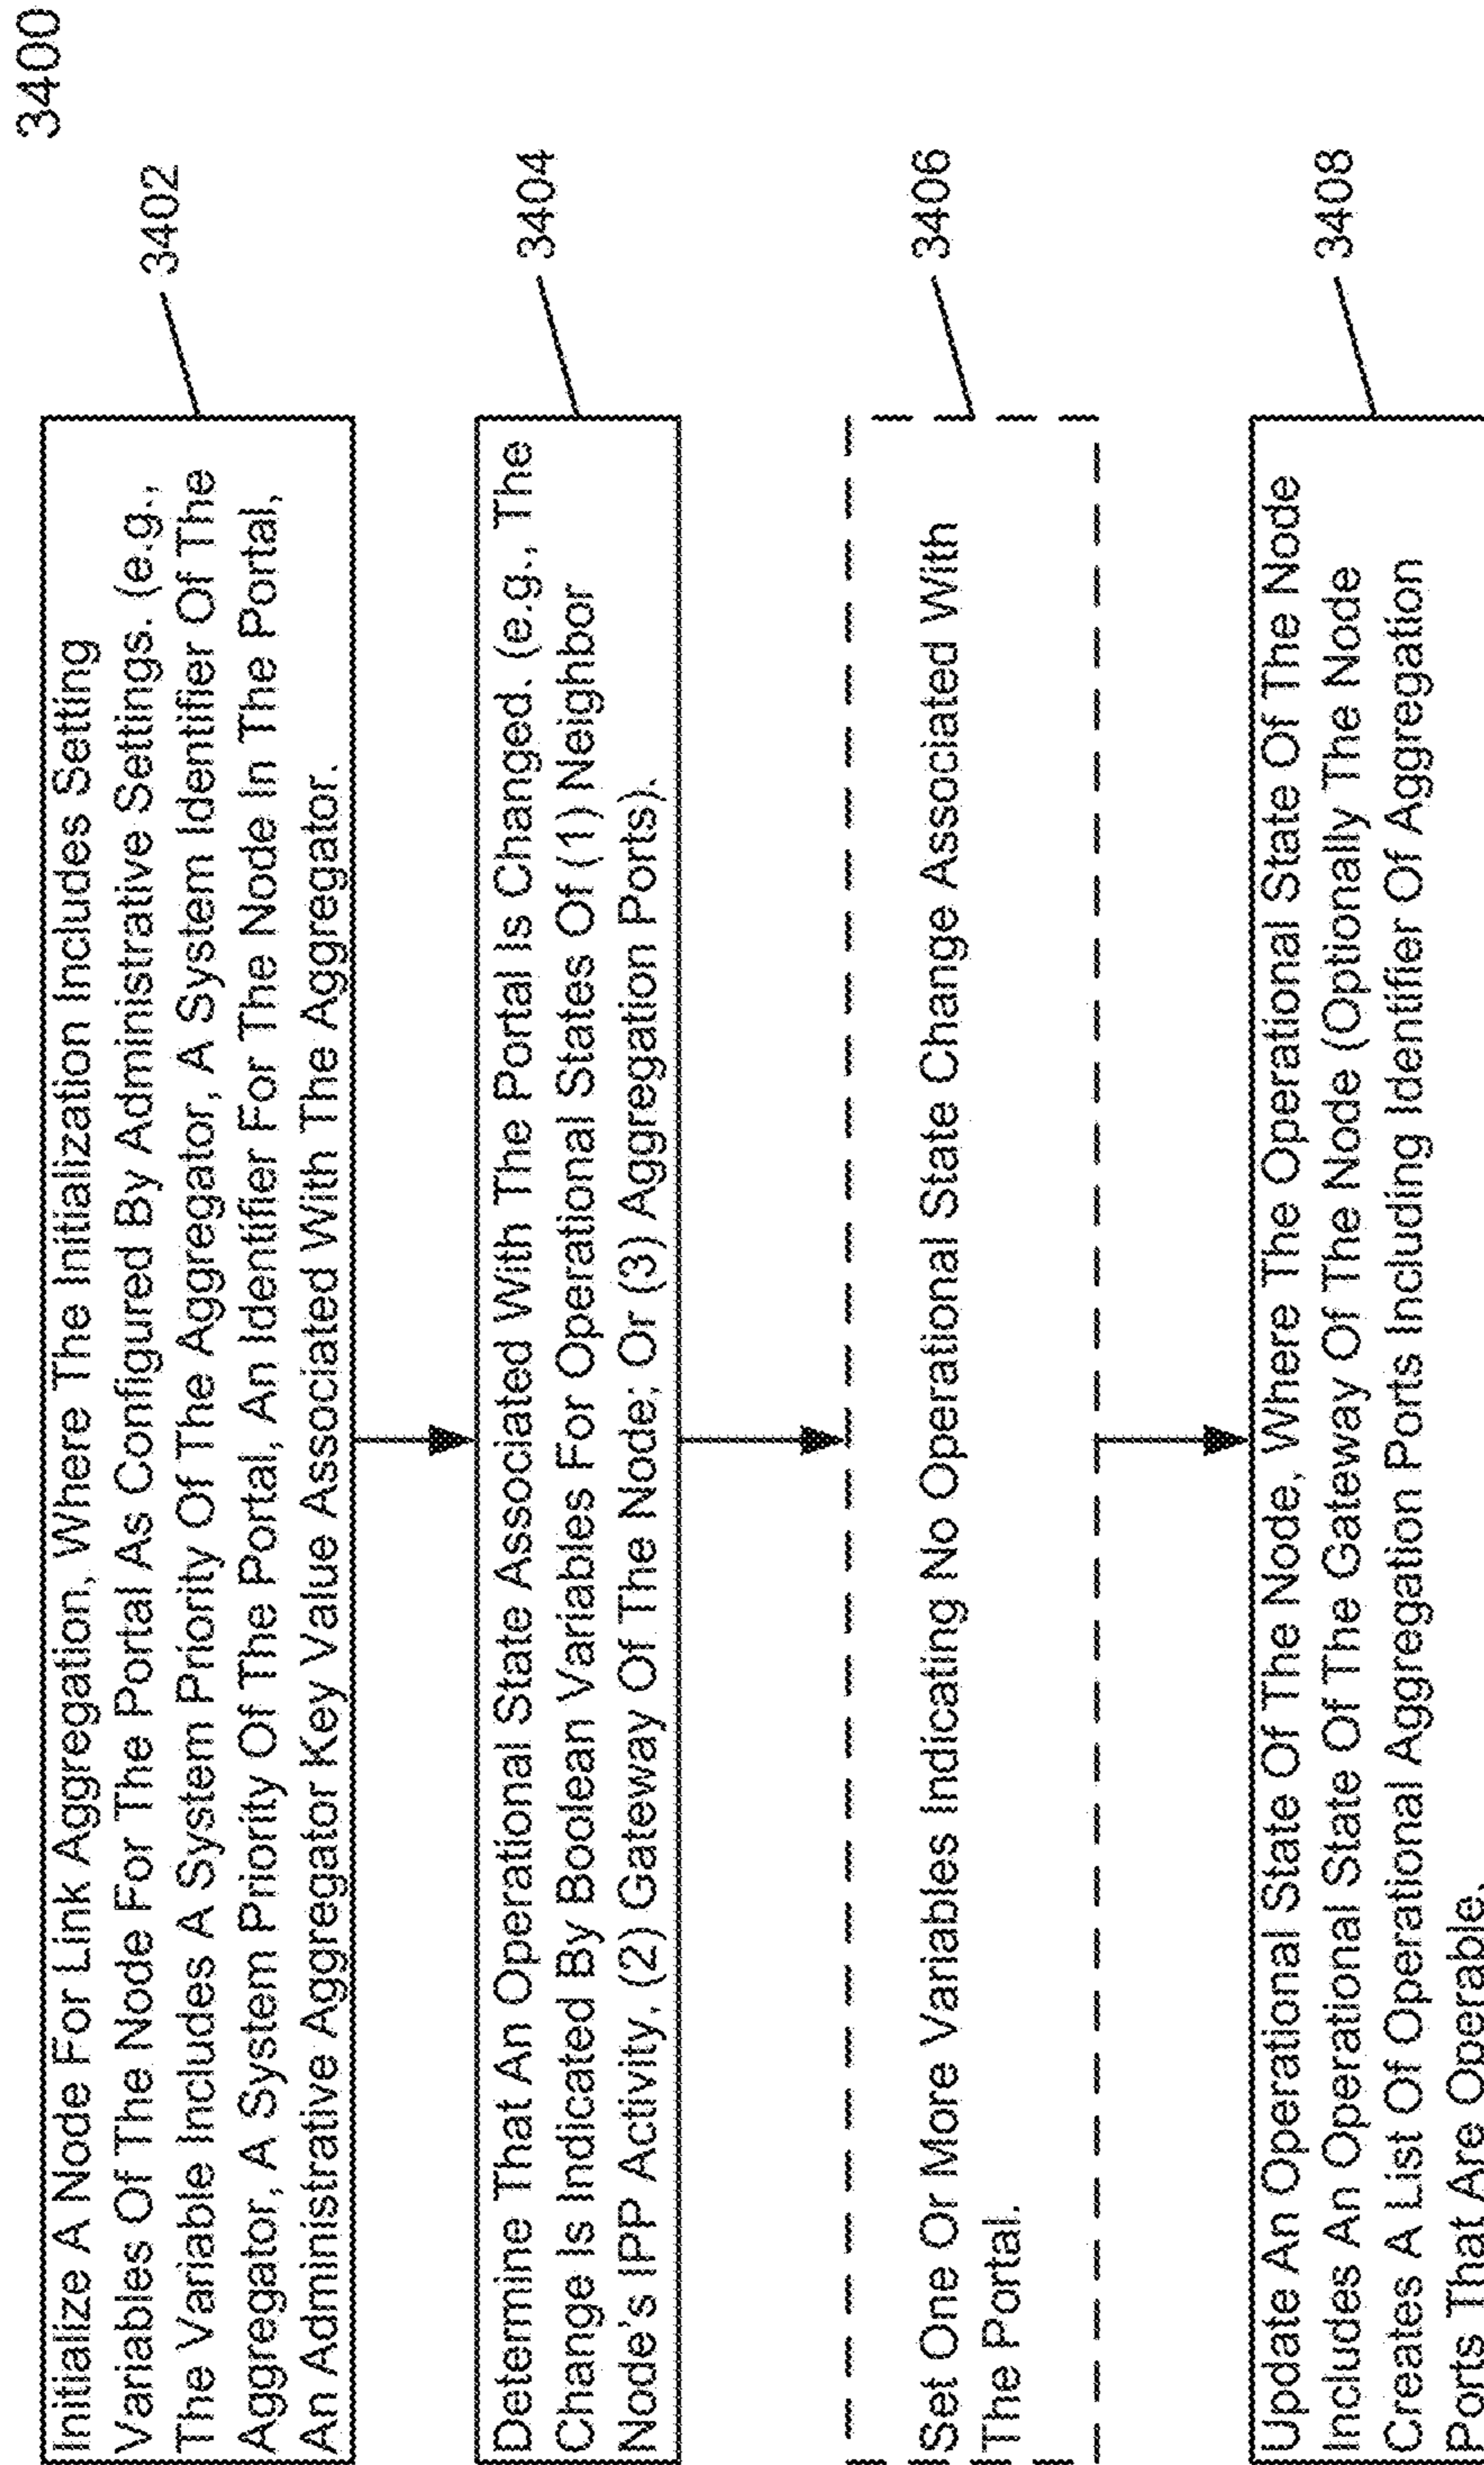 3400
Initialize A Node For Link Aggregation, Where The Initialization Includes Setting
Variables Of The Node For The Portal As Configured By Administrative Settings. (e.g.,
The Variable Includes A System Priority Of The Aggregator, A System Identifier Of The
Aggregator, A System Priority Of The Portal, An Identifier For The Node In The Portal,
An Administrative Aggregator Key Value Associated With The Aggregator.
3402
Determine That An Operational State Associated With The Portal Is Changed. (e.g., The
Change Is Indicated By Boolean Variables For Operational States Of (1) Neighbor
Node's IPP Activity, (2) Gateway Of The Node; Or (3) Aggregation Ports).
3404
Set One Or More Variables Indicating No Operational State Change Associated With
The Portal.
3406
Update An Operational State Of The Node, Where The Operational State Of The Node
Includes An Operational State Of The Gateway Of The Node (Optionally The Node
Creates A List Of Operational Aggregation Ports Including Identifier Of Aggregation
Ports That Are Operable.
3408